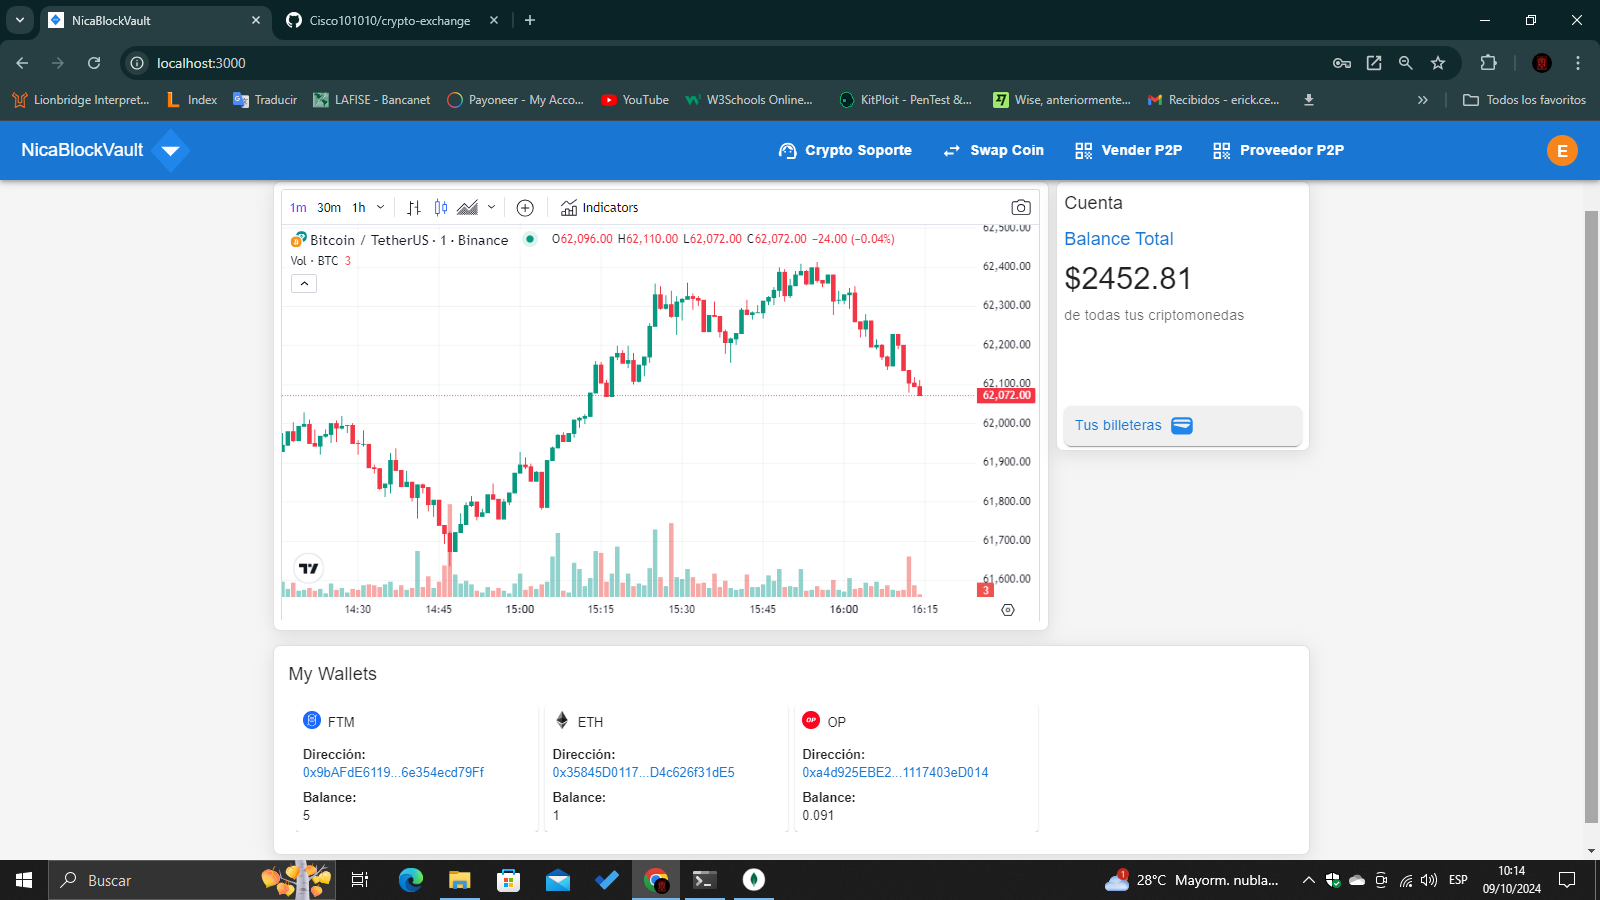 NicaBlockVault
Cisco101010/crypto-exchange
localhost:3000
Lionbridge Interpret...
Index
Traducir
LAFISE - Bancanet
Payoneer - My Acco...
YouTube
W3Schools Online...
KitPloit - PenTest &...
Wise, anteriormente...
Recibidos - erick.ce...
Todos los favoritos
NicaBlockVault
Crypto Soporte
Swap Coin
Vender P2P
Proveedor P2P
E
1m 30m 1h
Indicators
Bitcoin / TetherUS · 1 · Binance
O62,096.00 H62,110.00 L62,072.00 C62,072.00 −24.00 (−0.04%)
Vol · BTC 3
62,500.00
62,400.00
62,300.00
62,200.00
62,100.00
62,072.00
62,000.00
61,900.00
61,800.00
61,700.00
61,600.00
3
14:30 14:45 15:00 15:15 15:30 15:45 16:00 16:15
Cuenta
Balance Total
$2452.81
de todas tus criptomonedas
Tus billeteras
My Wallets
FTM
Dirección:
0x9bAFdE6119...6e354ecd79Ff
Balance:
5
ETH
Dirección:
0x35845D0117...D4c626f31dE5
Balance:
1
OP
OP
Dirección:
0xa4d925EBE2...1117403eD014
Balance:
0.091
Buscar
1
28°C Mayorm. nubla...
ESP
10:14
09/10/2024